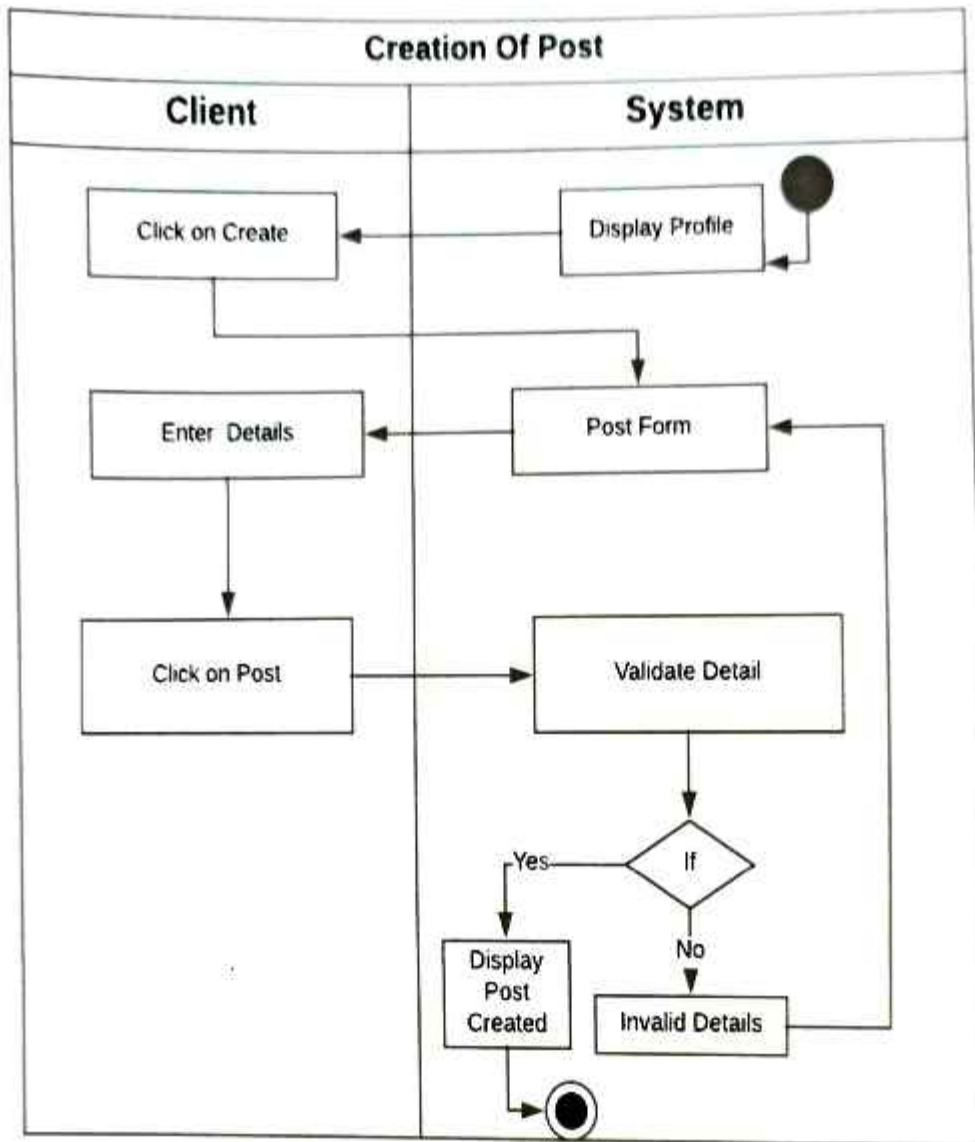 Creation Of Post
Client
System
Click on Create
Display Profile
Enter Details
Post Form
Click on Post
Validate Detail
If
Yes
No
Display
Post
Created
Invalid Details